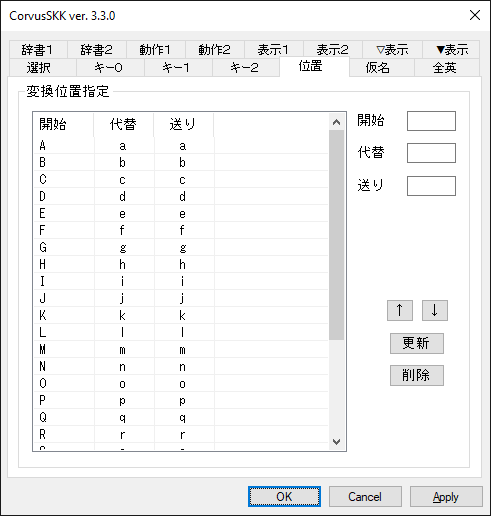 CorvusSKK ver. 3.3.0
辞書1 辞書2 動作1 動作2 表示1 表示2 ▽表示 ▼表示
選択 キー0 キー1 キー2 位置 仮名 全英
変換位置指定
開始 代替 送り
A a a
B b b
C c c
D d d
E e e
F f f
G g g
H h h
I i i
J j j
K k k
L l l
M m m
N n n
O o o
P p p
Q q q
R r r
開始
代替
送り
↑ ↓
更新
削除
OK Cancel Apply